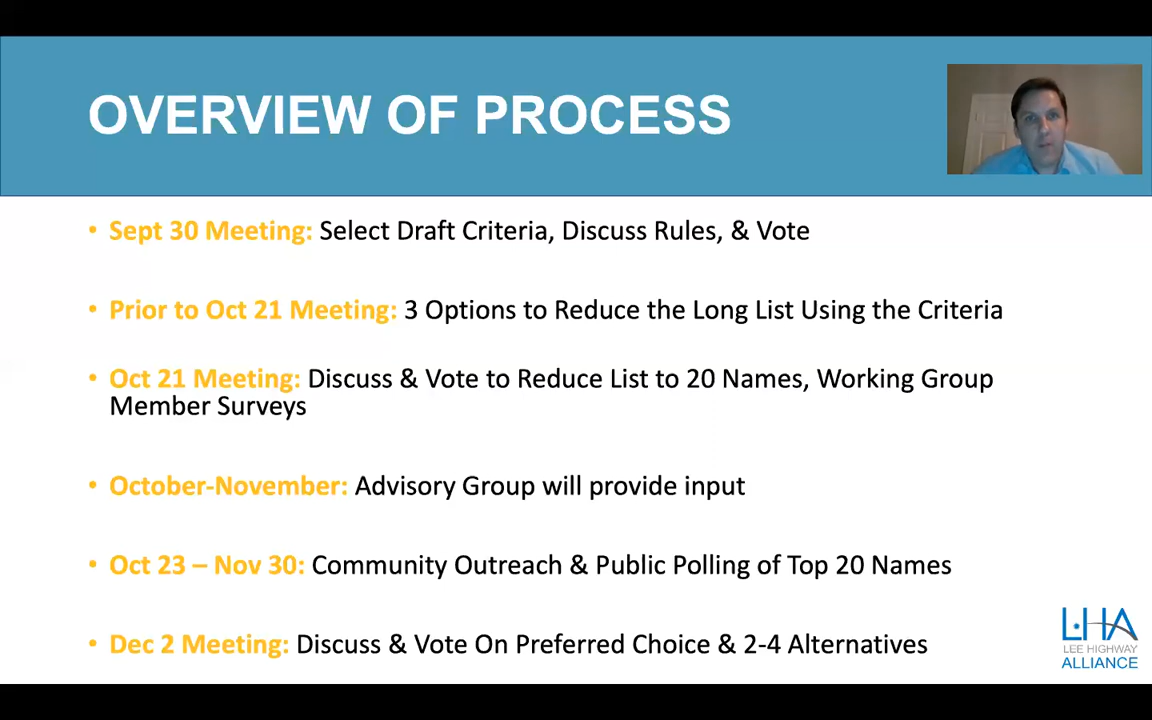 OVERVIEW OF PROCESS
• Sept 30 Meeting: Select Draft Criteria, Discuss Rules, & Vote
• Prior to Oct 21 Meeting: 3 Options to Reduce the Long List Using the Criteria
• Oct 21 Meeting: Discuss & Vote to Reduce List to 20 Names, Working Group
Member Surveys
• October-November: Advisory Group will provide input
• Oct 23 – Nov 30: Community Outreach & Public Polling of Top 20 Names
• Dec 2 Meeting: Discuss & Vote On Preferred Choice & 2-4 Alternatives
LHA
LEE HIGHWAY
ALLIANCE